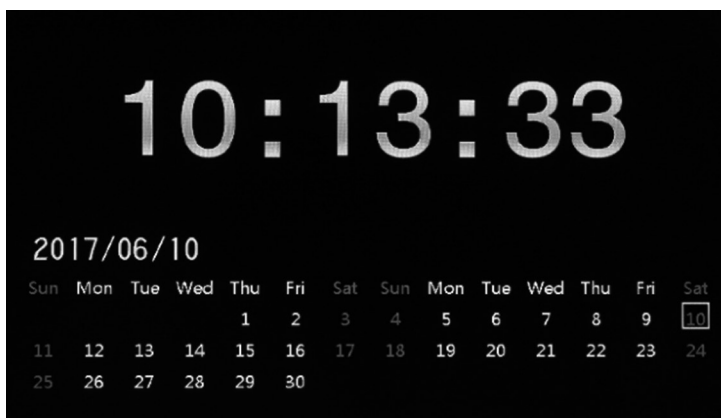 10:13:33
2017/06/10
Sun Mon Tue Wed Thu Fri Sat Sun Mon Tue Wed Thu Fri Sat
1 2 3 4 5 6 7 8 9 10
11 12 13 14 15 16 17 18 19 20 21 22 23 24
25 26 27 28 29 30